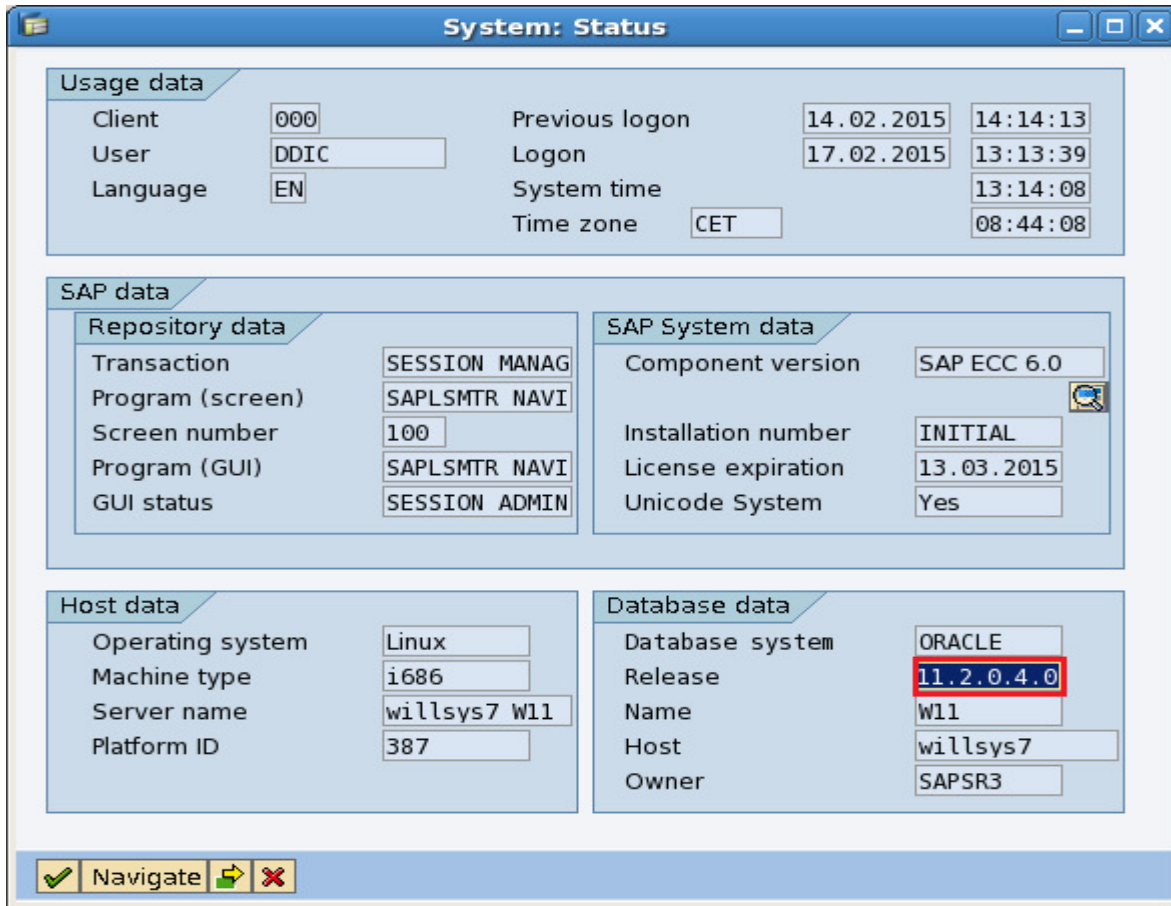 System: Status
Usage data
Client 000 Previous logon 14.02.2015 14:14:13
User DDIC Logon 17.02.2015 13:13:39
Language EN System time 13:14:08
Time zone CET 08:44:08
SAP data
Repository data
Transaction SESSION MANAG
Program (screen) SAPLSMTR NAVI
Screen number 100
Program (GUI) SAPLSMTR NAVI
GUI status SESSION ADMIN
SAP System data
Component version SAP ECC 6.0
Installation number INITIAL
License expiration 13.03.2015
Unicode System Yes
Host data
Operating system Linux
Machine type i686
Server name willsys7 W11
Platform ID 387
Database data
Database system ORACLE
Release 11.2.0.4.0
Name W11
Host willsys7
Owner SAPSR3
Navigate